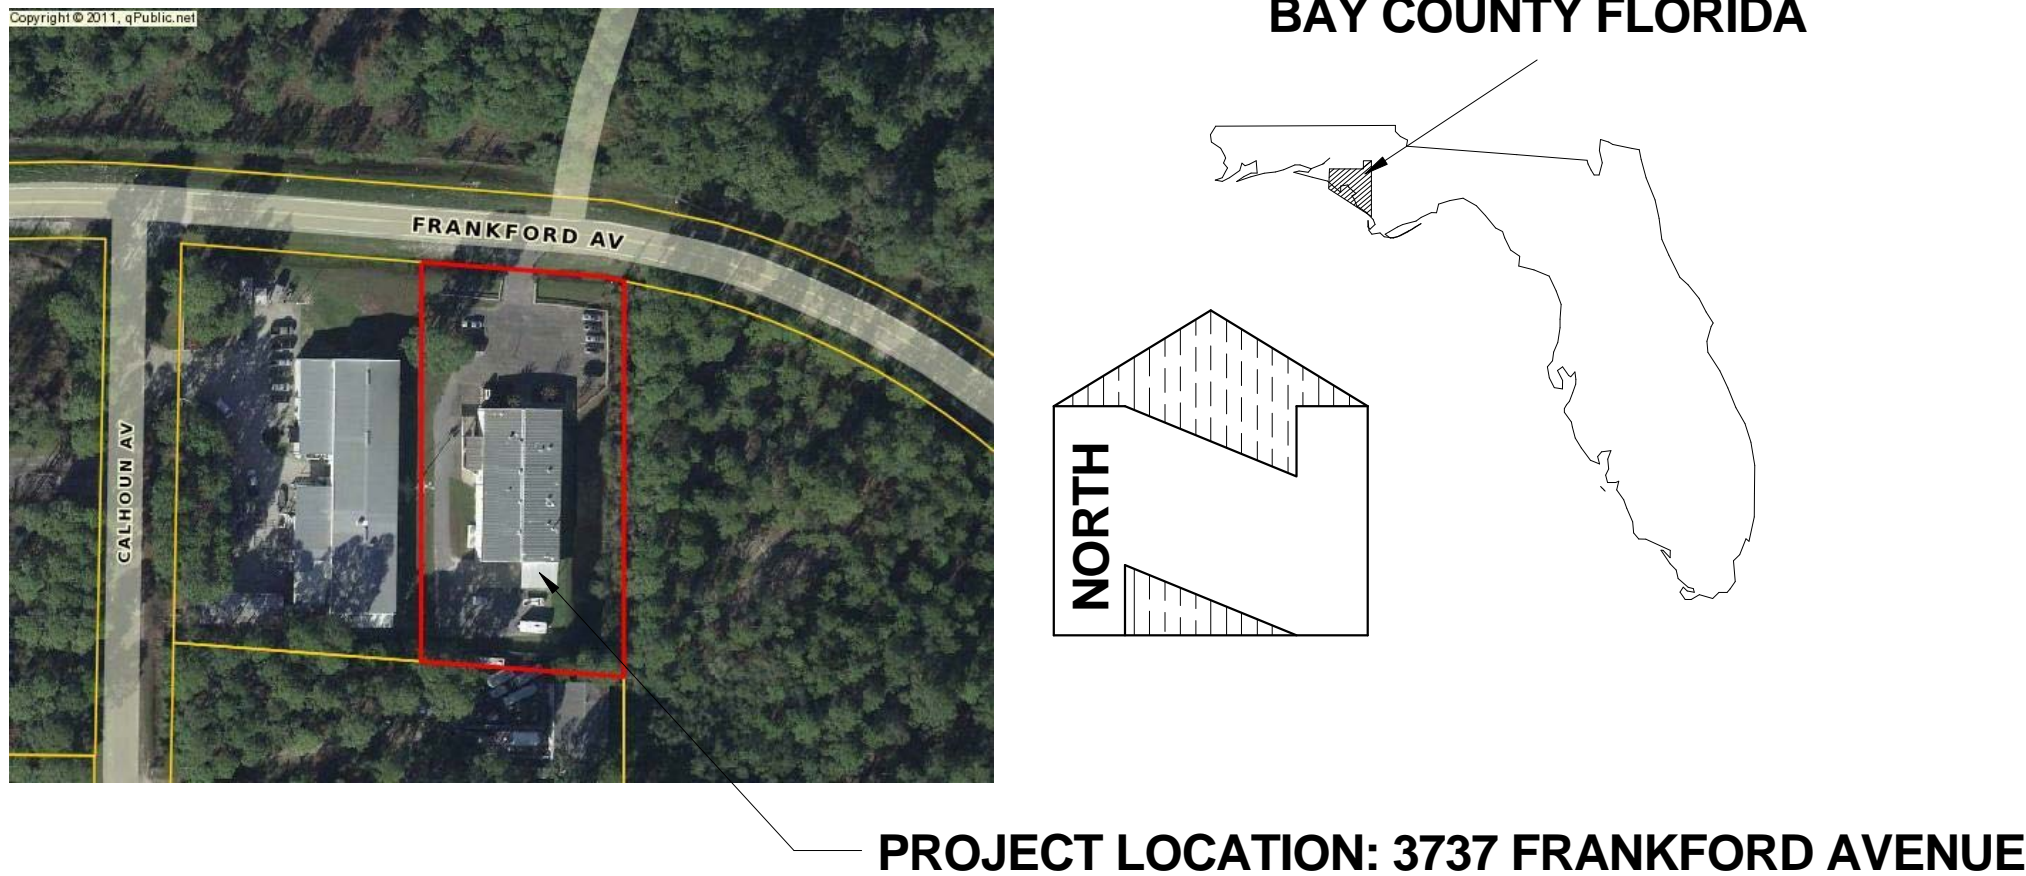 Copyright © 2011, qPublic.net
BAY COUNTY FLORIDA
FRANKFORD AV
CALHOUN AV
NORTH
PROJECT LOCATION: 3737 FRANKFORD AVENUE